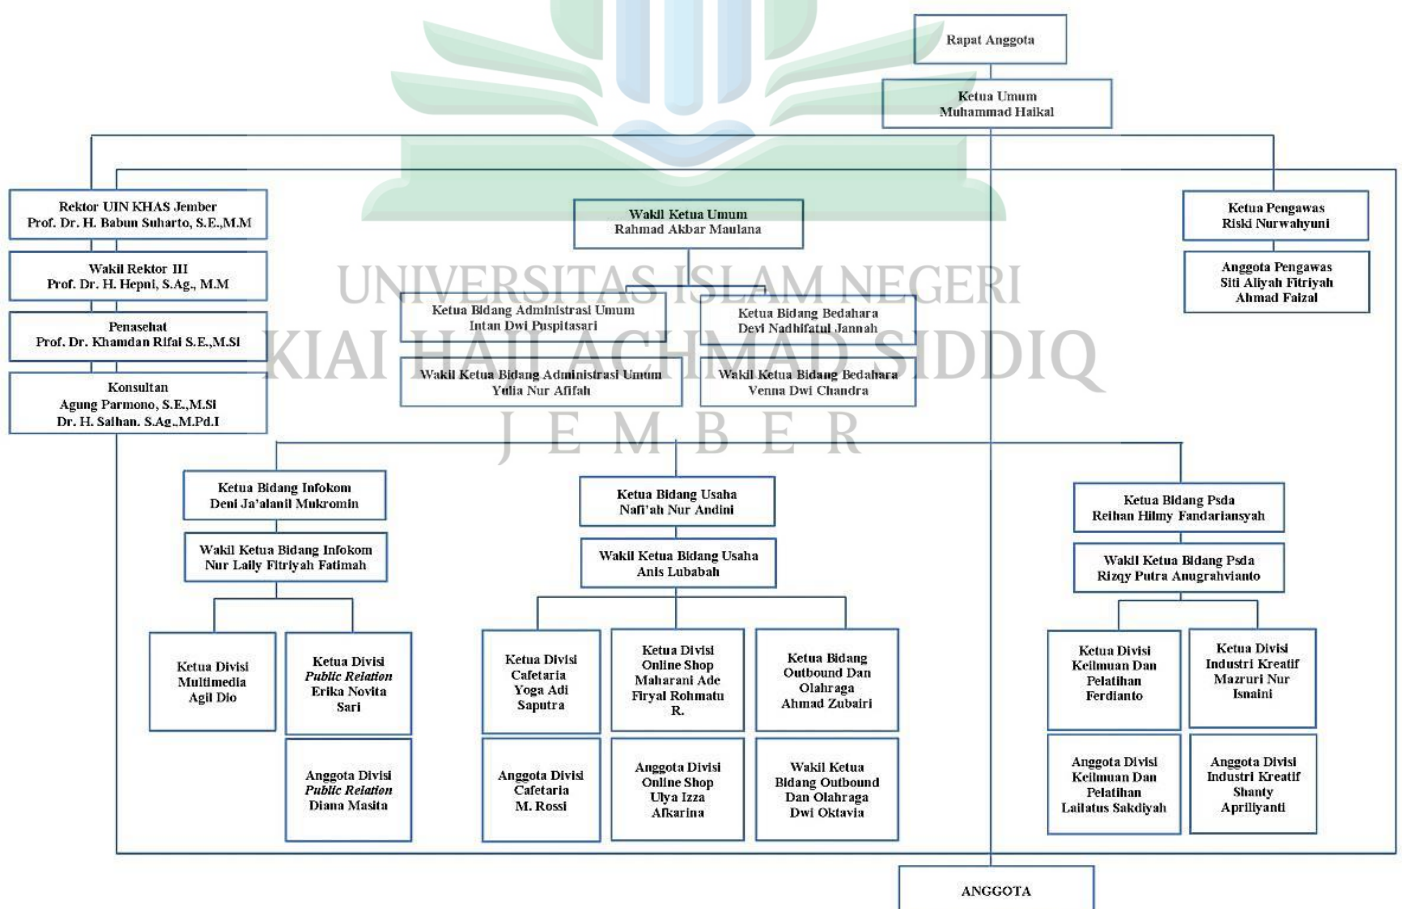 Rapat Anggota
Ketua Umum
Muhammad Haikal
Rektor UIN KHAS Jember
Prof. Dr. H. Babun Suharto, S.E.,M.M
Wakil Rektor III
Prof. Dr. H. Hepni, S.Ag., M.M
Penasehat
Prof. Dr. Khamdan Rifai S.E.,M.Si
Konsultan
Agung Parmono, S.E.,M.Si
Dr. H. Saihan. S.Ag.,M.Pd.I
Wakil Ketua Umum
Rahmad Akbar Maulana
Ketua Pengawas
Riski Nurwahyuni
Anggota Pengawas
Siti Aliyah Fitriyah
Ahmad Faizal
UNIVERSITAS ISLAM NEGERI
KIAI HAJI ACHMAD SIDDIQ
JEMBER
Ketua Bidang Administrasi Umum
Intan Dwi Puspitasari
Wakil Ketua Bidang Administrasi Umum
Yulia Nur Afifah
Ketua Bidang Bedahara
Devi Nadhifatul Jannah
Wakil Ketua Bidang Bedahara
Venna Dwi Chandra
Ketua Bidang Infokom
Deni Ja'alanil Mukromin
Wakil Ketua Bidang Infokom
Nur Laily Fitriyah Fatimah
Ketua Divisi
Multimedia
Agil Dio
Ketua Divisi
Public Relation
Erika Novita
Sari
Anggota Divisi
Public Relation
Diana Masita
Ketua Bidang Usaha
Nafi'ah Nur Andini
Wakil Ketua Bidang Usaha
Anis Lubabah
Ketua Divisi
Cafetaria
Yoga Adi
Saputra
Anggota Divisi
Cafetaria
M. Rossi
Ketua Divisi
Online Shop
Maharani Ade
Firyal Rohmatu
R.
Anggota Divisi
Online Shop
Ulya Izza
Afkarina
Ketua Bidang
Outbound Dan
Olahraga
Ahmad Zubairi
Wakil Ketua
Bidang Outbound
Dan Olahraga
Dwi Oktavia
Ketua Bidang Psda
Reihan Hilmy Fandariansyah
Wakil Ketua Bidang Psda
Rizqy Putra Anugrahvianto
Ketua Divisi
Keilmuan Dan
Pelatihan
Ferdianto
Anggota Divisi
Keilmuan Dan
Pelatihan
Lailatus Sakdiyah
Ketua Divisi
Industri Kreatif
Mazruri Nur
Isnaini
Anggota Divisi
Industri Kreatif
Shanty
Apriliyanti
ANGGOTA